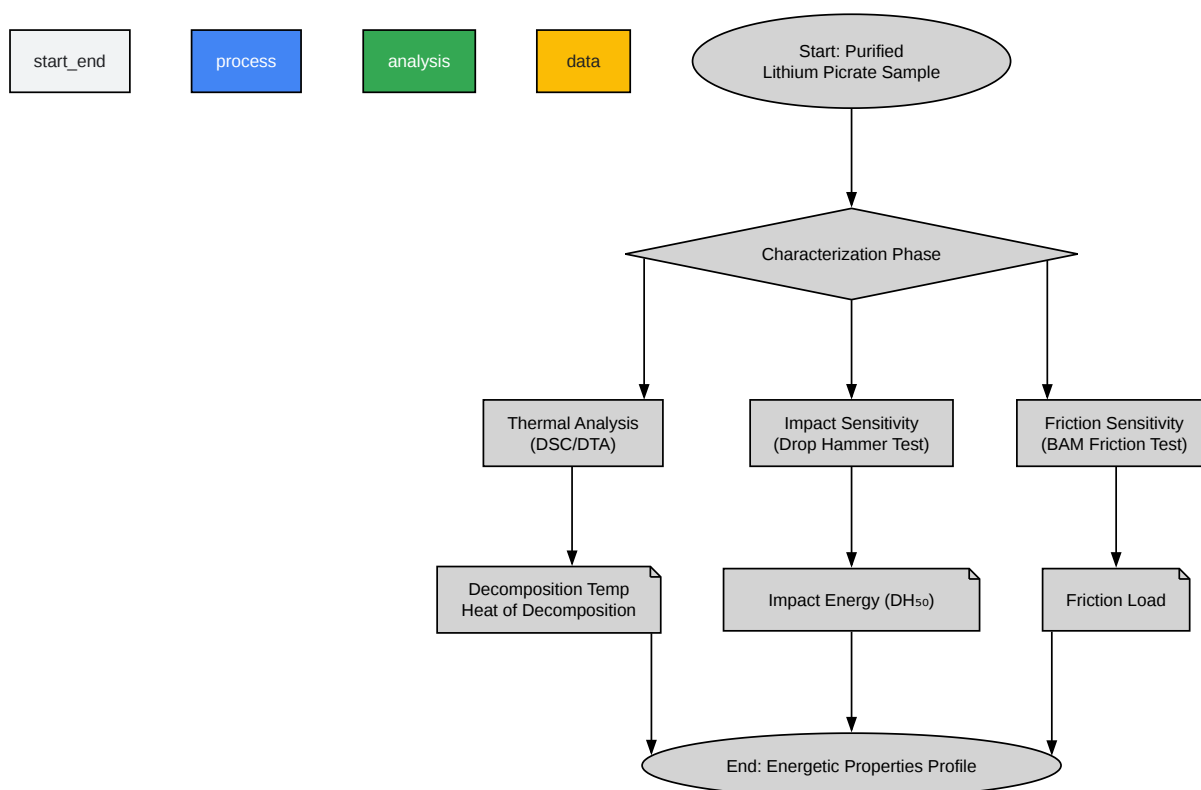 start_end
process
analysis
data
Start: Purified
Lithium Picrate Sample
Characterization Phase
Thermal Analysis
(DSC/DTA)
Impact Sensitivity
(Drop Hammer Test)
Friction Sensitivity
(BAM Friction Test)
Decomposition Temp
Heat of Decomposition
Impact Energy (DH₅₀)
Friction Load
End: Energetic Properties Profile